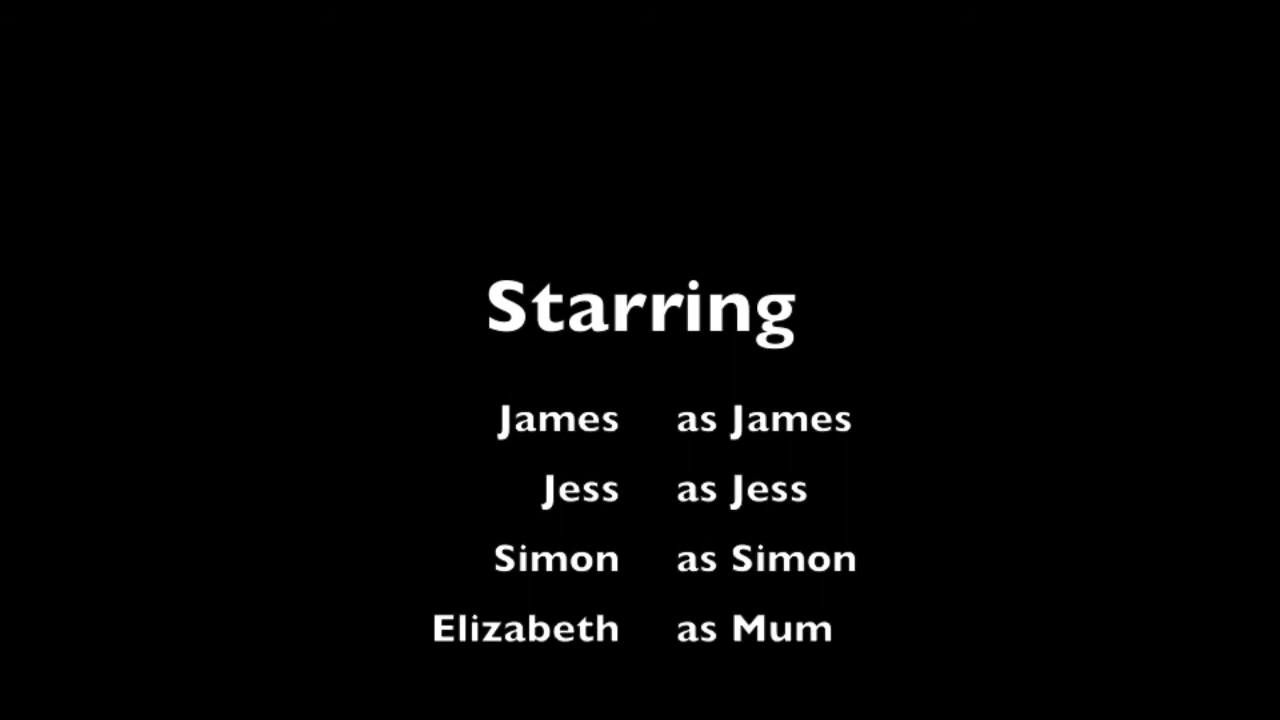 Starring
James as James
Jess as Jess
Simon as Simon
Elizabeth as Mum